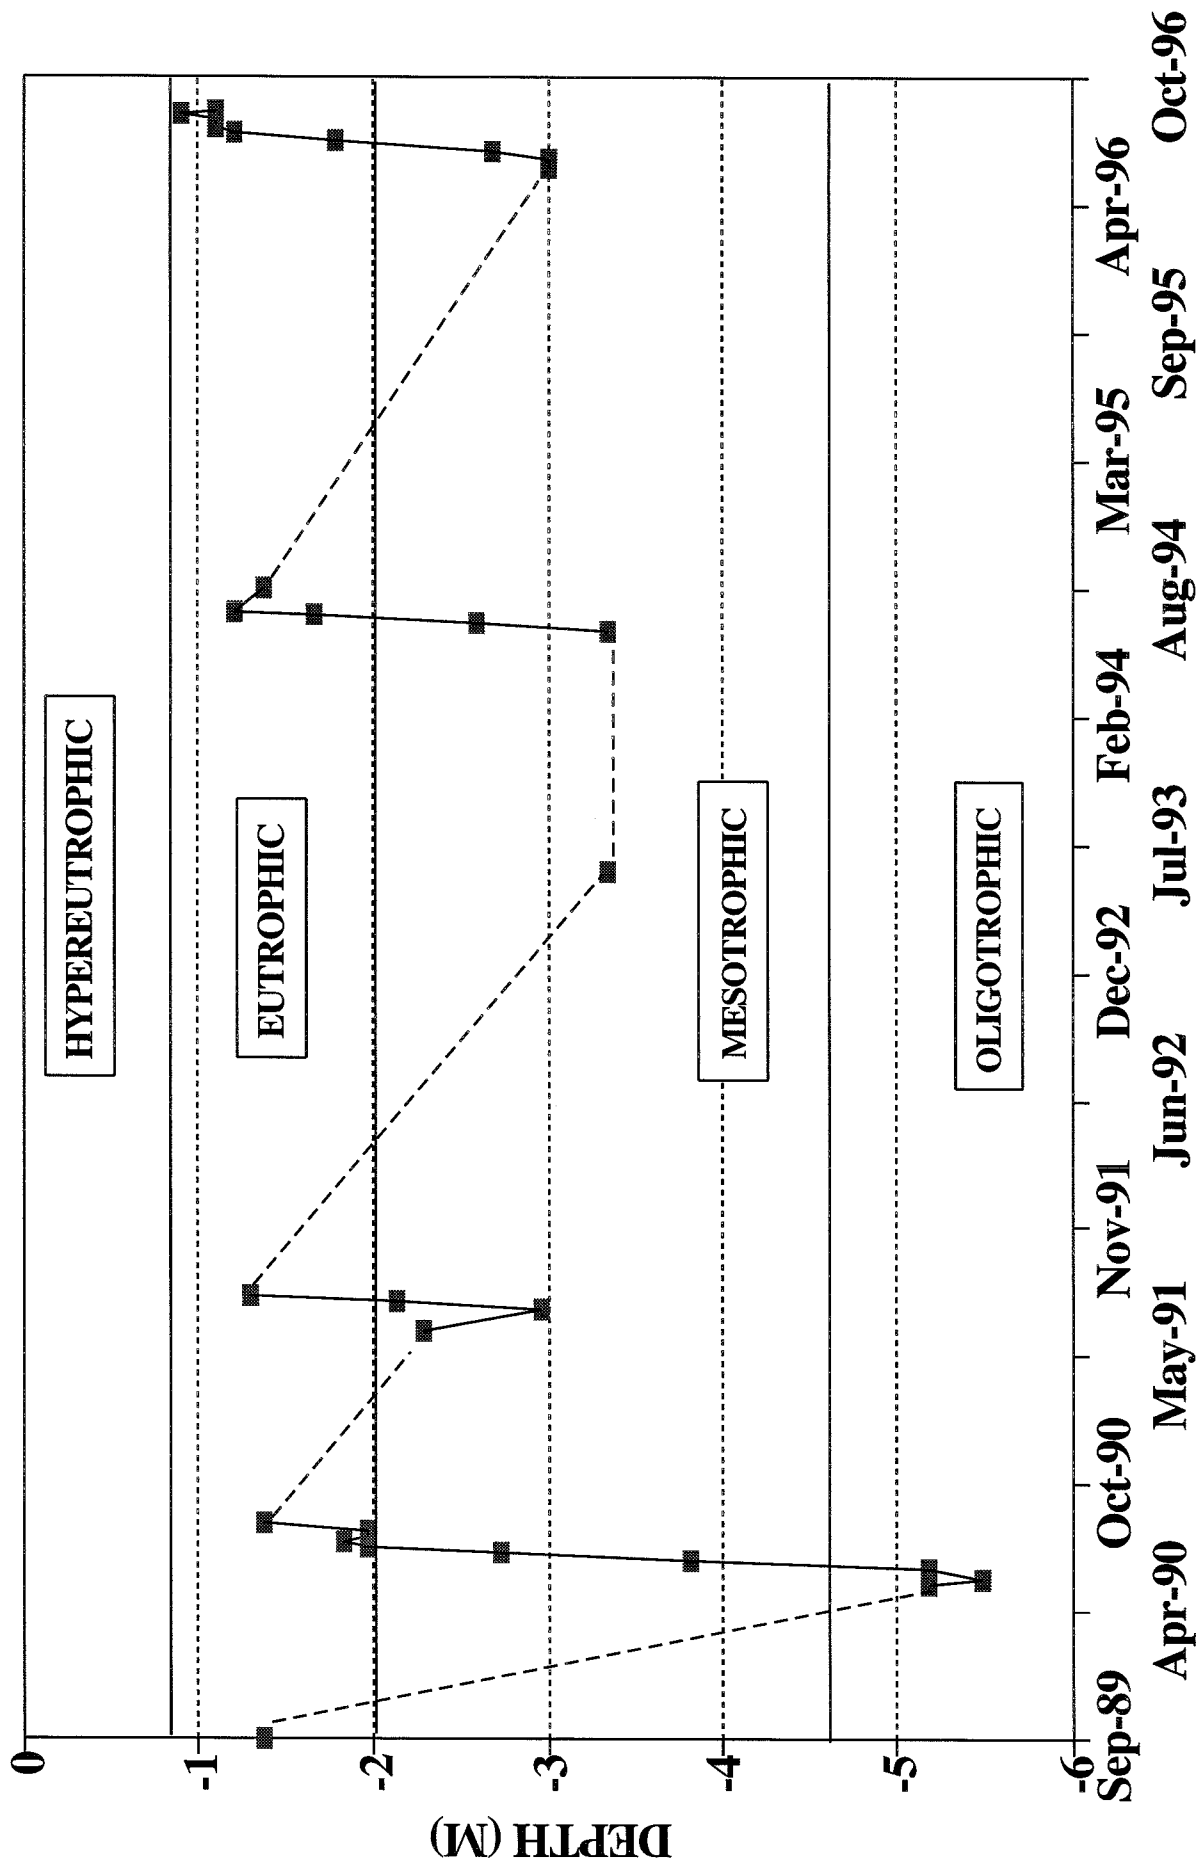 HYPEREUTROPHIC
EUTROPHIC
MESOTROPHIC
OLIGOTROPHIC
DEPTH (M)
0
-1
-2
-3
-4
-5
-6
Sep-89
Apr-90
Oct-90
May-91
Nov-91
Jun-92
Dec-92
Jul-93
Feb-94
Aug-94
Mar-95
Sep-95
Apr-96
Oct-96